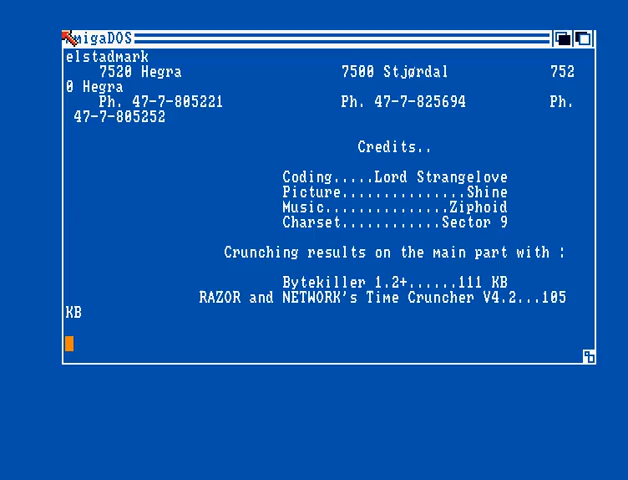 AmigaDOS
elstadmark
7520 Hegra 7500 Stjørdal 752
0 Hegra
Ph. 47-7-805221 Ph. 47-7-825694 Ph.
47-7-805252
Credits..
Coding.....Lord Strangelove
Picture...............Shine
Music...............Ziphoid
Charset............Sector 9
Crunching results on the main part with :
Bytekiller 1.2+......111 KB
RAZOR and NETWORK's Time Cruncher V4.2...105
KB